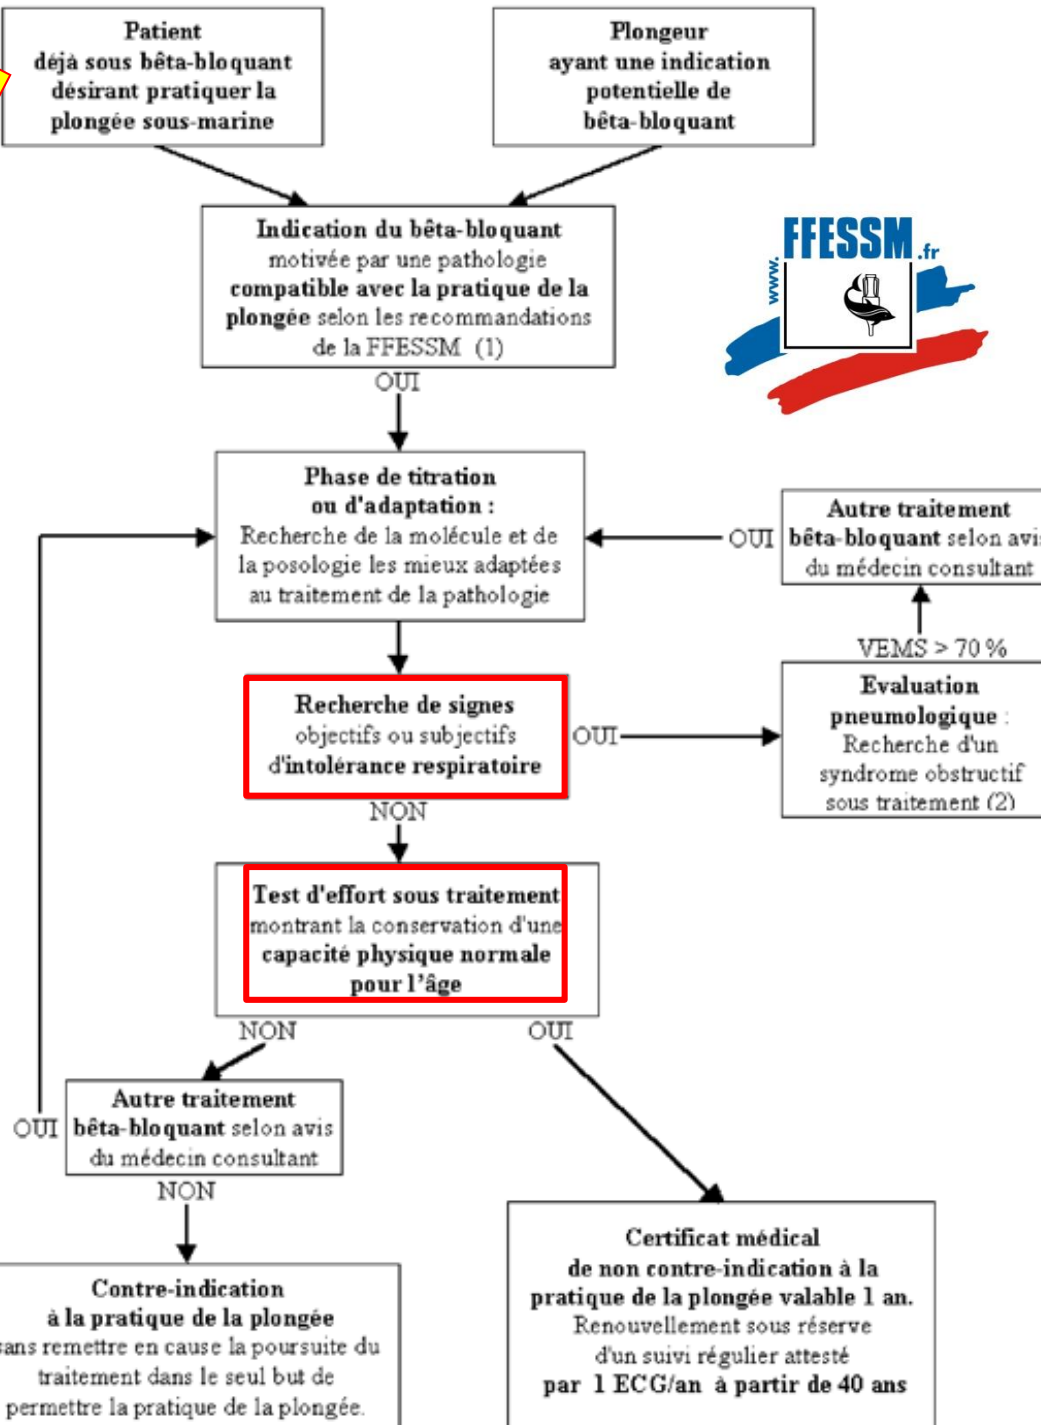 Patient
déjà sous bêta-bloquant
désirant pratiquer la
plongée sous-marine
Plongeur
ayant une indication
potentielle de
bêta-bloquant
Indication du bêta-bloquant
motivée par une pathologie
compatible avec la pratique de la
plongée selon les recommandations
de la FFESSM (1)
www.
FFESSM
.fr
OUI
Phase de titration
ou d'adaptation :
Recherche de la molécule et de
la posologie les mieux adaptées
au traitement de la pathologie
OUI
Autre traitement
bêta-bloquant selon avis
du médecin consultant
VEMS > 70 %
Evaluation
pneumologique :
Recherche d'un
syndrome obstructif
sous traitement (2)
Recherche de signes
objectifs ou subjectifs
d'intolérance respiratoire
OUI
NON
Test d'effort sous traitement
montrant la conservation d'une
capacité physique normale
pour l'âge
NON
OUI
OUI
Autre traitement
bêta-bloquant selon avis
du médecin consultant
NON
Contre-indication
à la pratique de la plongée
sans remettre en cause la poursuite du
traitement dans le seul but de
permettre la pratique de la plongée.
Certificat médical
de non contre-indication à la
pratique de la plongée valable 1 an.
Renouvellement sous réserve
d'un suivi régulier attesté
par 1 ECG/an à partir de 40 ans